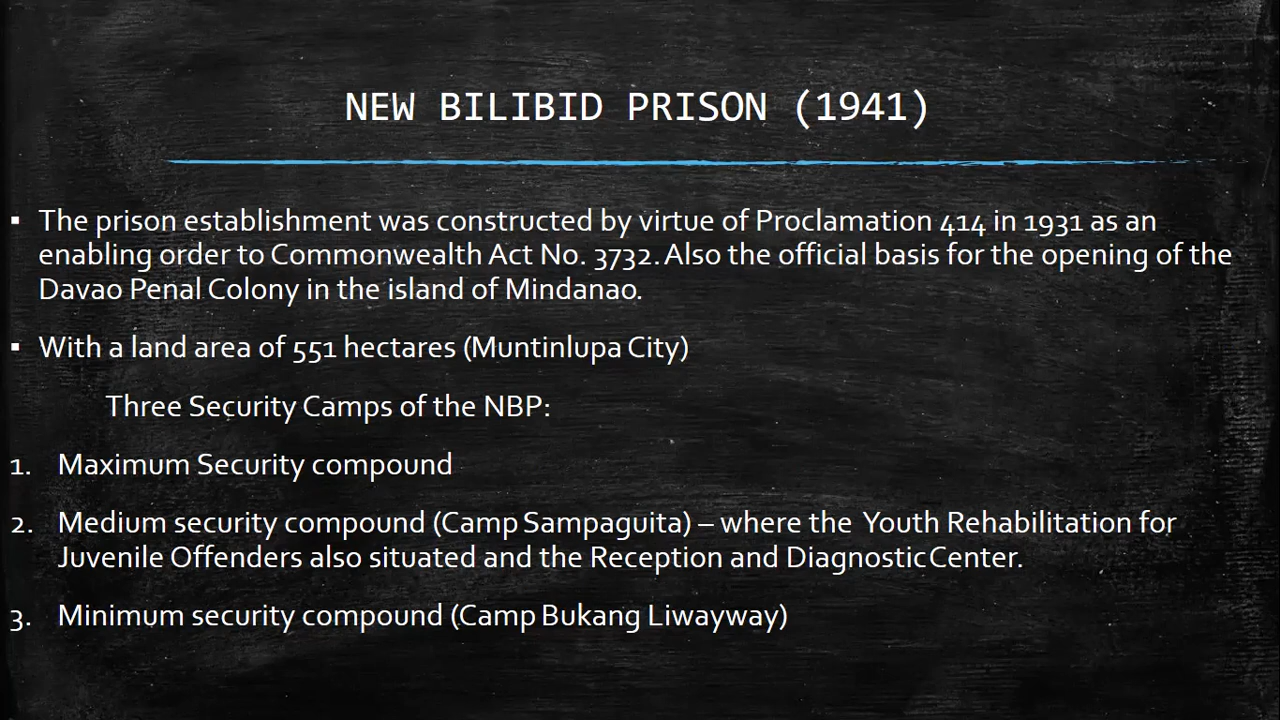 NEW BILIBID PRISON (1941)
▪ The prison establishment was constructed by virtue of Proclamation 414 in 1931 as an
enabling order to Commonwealth Act No. 3732. Also the official basis for the opening of the
Davao Penal Colony in the island of Mindanao.
▪ With a land area of 551 hectares (Muntinlupa City)
Three Security Camps of the NBP:
1. Maximum Security compound
2. Medium security compound (Camp Sampaguita) – where the Youth Rehabilitation for
Juvenile Offenders also situated and the Reception and Diagnostic Center.
3. Minimum security compound (Camp Bukang Liwayway)